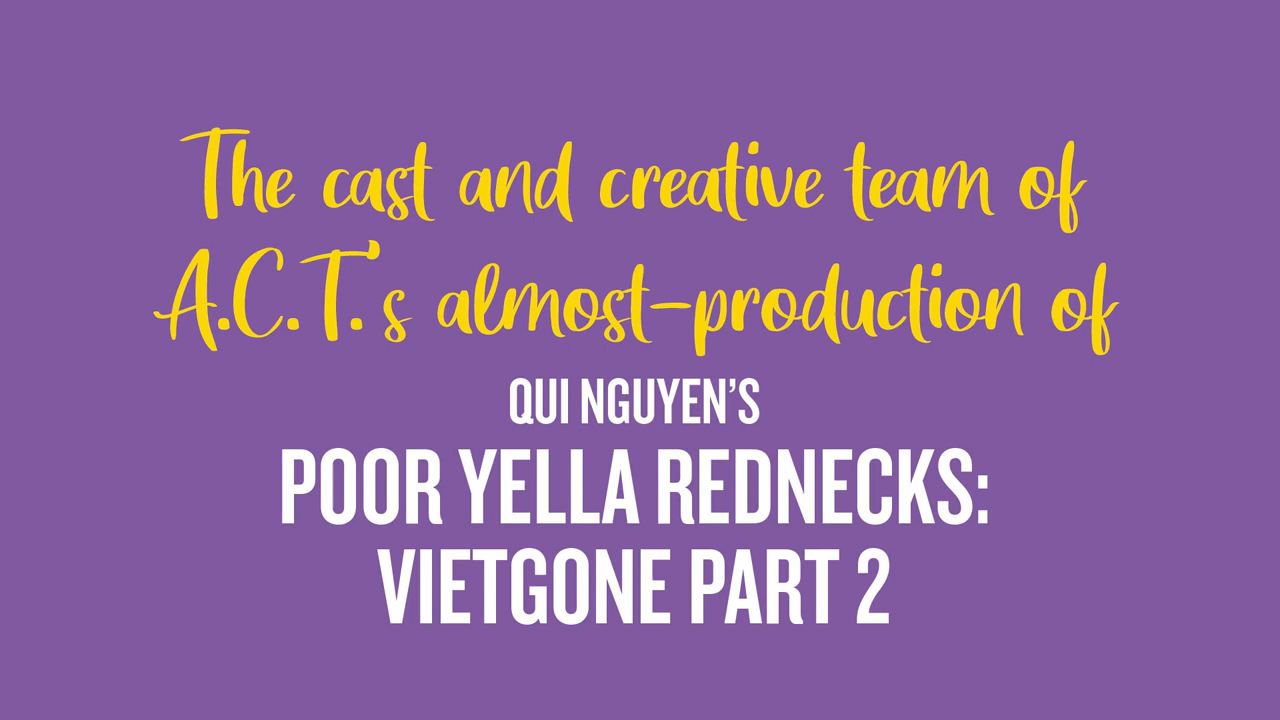 The cast and creative team of
A.C.T.'s almost-production of
QUI NGUYEN’S
POOR YELLA REDNECKS:
VIETGONE PART 2